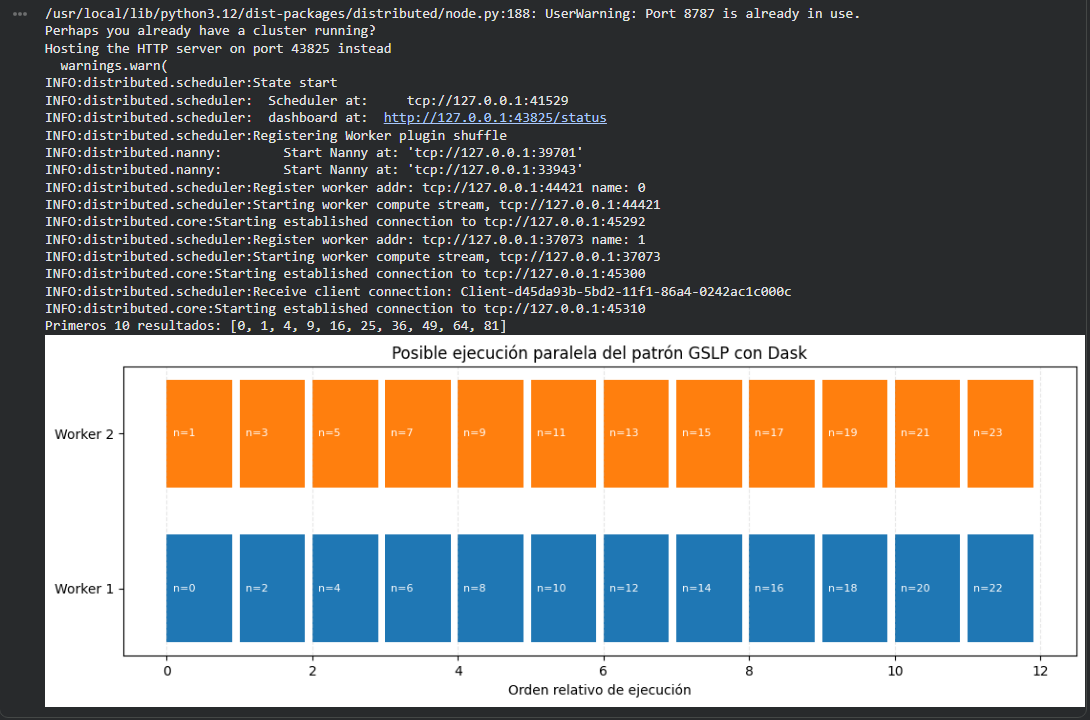 /usr/local/lib/python3.12/dist-packages/distributed/node.py:188: UserWarning: Port 8787 is already in use.
Perhaps you already have a cluster running?
Hosting the HTTP server on port 43825 instead
  warnings.warn(
INFO:distributed.scheduler:State start
INFO:distributed.scheduler:  Scheduler at:     tcp://127.0.0.1:41529
INFO:distributed.scheduler:  dashboard at:  http://127.0.0.1:43825/status
INFO:distributed.scheduler:Registering Worker plugin shuffle
INFO:distributed.nanny:        Start Nanny at: 'tcp://127.0.0.1:39701'
INFO:distributed.nanny:        Start Nanny at: 'tcp://127.0.0.1:33943'
INFO:distributed.scheduler:Register worker addr: tcp://127.0.0.1:44421 name: 0
INFO:distributed.scheduler:Starting worker compute stream, tcp://127.0.0.1:44421
INFO:distributed.core:Starting established connection to tcp://127.0.0.1:45292
INFO:distributed.scheduler:Register worker addr: tcp://127.0.0.1:37073 name: 1
INFO:distributed.scheduler:Starting worker compute stream, tcp://127.0.0.1:37073
INFO:distributed.core:Starting established connection to tcp://127.0.0.1:45300
INFO:distributed.scheduler:Receive client connection: Client-d45da93b-5bd2-11f1-86a4-0242ac1c000c
INFO:distributed.core:Starting established connection to tcp://127.0.0.1:45310
Primeros 10 resultados: [0, 1, 4, 9, 16, 25, 36, 49, 64, 81]
Posible ejecución paralela del patrón GSLP con Dask
Worker 2 n=1 n=3 n=5 n=7 n=9 n=11 n=13 n=15 n=17 n=19 n=21 n=23
Worker 1 n=0 n=2 n=4 n=6 n=8 n=10 n=12 n=14 n=16 n=18 n=20 n=22
0 2 4 6 8 10 12
Orden relativo de ejecución